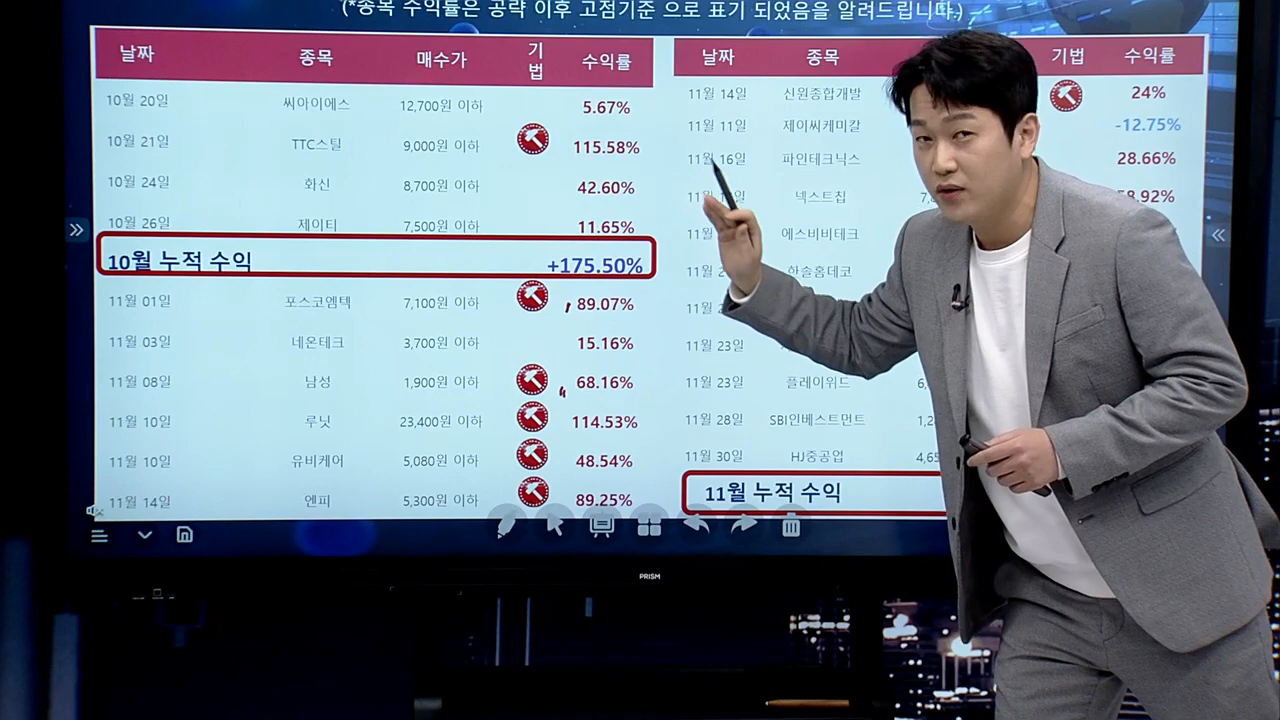 (*종목 수익률은 공략 이후 고점기준 으로 표기 되었음을 알려드립니다.)
날짜 종목 매수가 기법 수익률
10월 20일 씨아이에스 12,700원 이하 5.67%
10월 21일 TTC스틸 9,000원 이하 115.58%
10월 24일 화신 8,700원 이하 42.60%
10월 26일 제이티 7,500원 이하 11.65%
10월 누적 수익 +175.50%
11월 01일 포스코엠텍 7,100원 이하 89.07%
11월 03일 네온테크 3,700원 이하 15.16%
11월 08일 남성 1,900원 이하 68.16%
11월 10일 루닛 23,400원 이하 114.53%
11월 10일 유비케어 5,080원 이하 48.54%
11월 14일 엔피 5,300원 이하 89.25%
날짜 종목 기법 수익률
11월 14일 신원종합개발 24%
11월 11일 제이씨케미칼 -12.75%
11월 16일 파인테크닉스 28.66%
11월 넥스트칩 8.92%
11월 에스비비테크
11월 한솔홈데코
11월
11월 23일
11월 23일 플레이위드
11월 28일 SBI인베스트먼트
11월 30일 HJ중공업
11월 누적 수익
PRISM